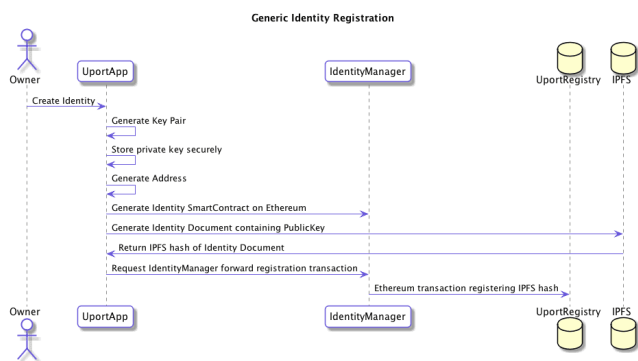 Generic Identity Registration
Owner
UportApp
IdentityManager
UportRegistry
IPFS
Create Identity
Generate Key Pair
Store private key securely
Generate Address
Generate Identity SmartContract on Ethereum
Generate Identity Document containing PublicKey
Return IPFS hash of Identity Document
Request IdentityManager forward registration transaction
Ethereum transaction registering IPFS hash
Owner
UportApp
IdentityManager
UportRegistry
IPFS